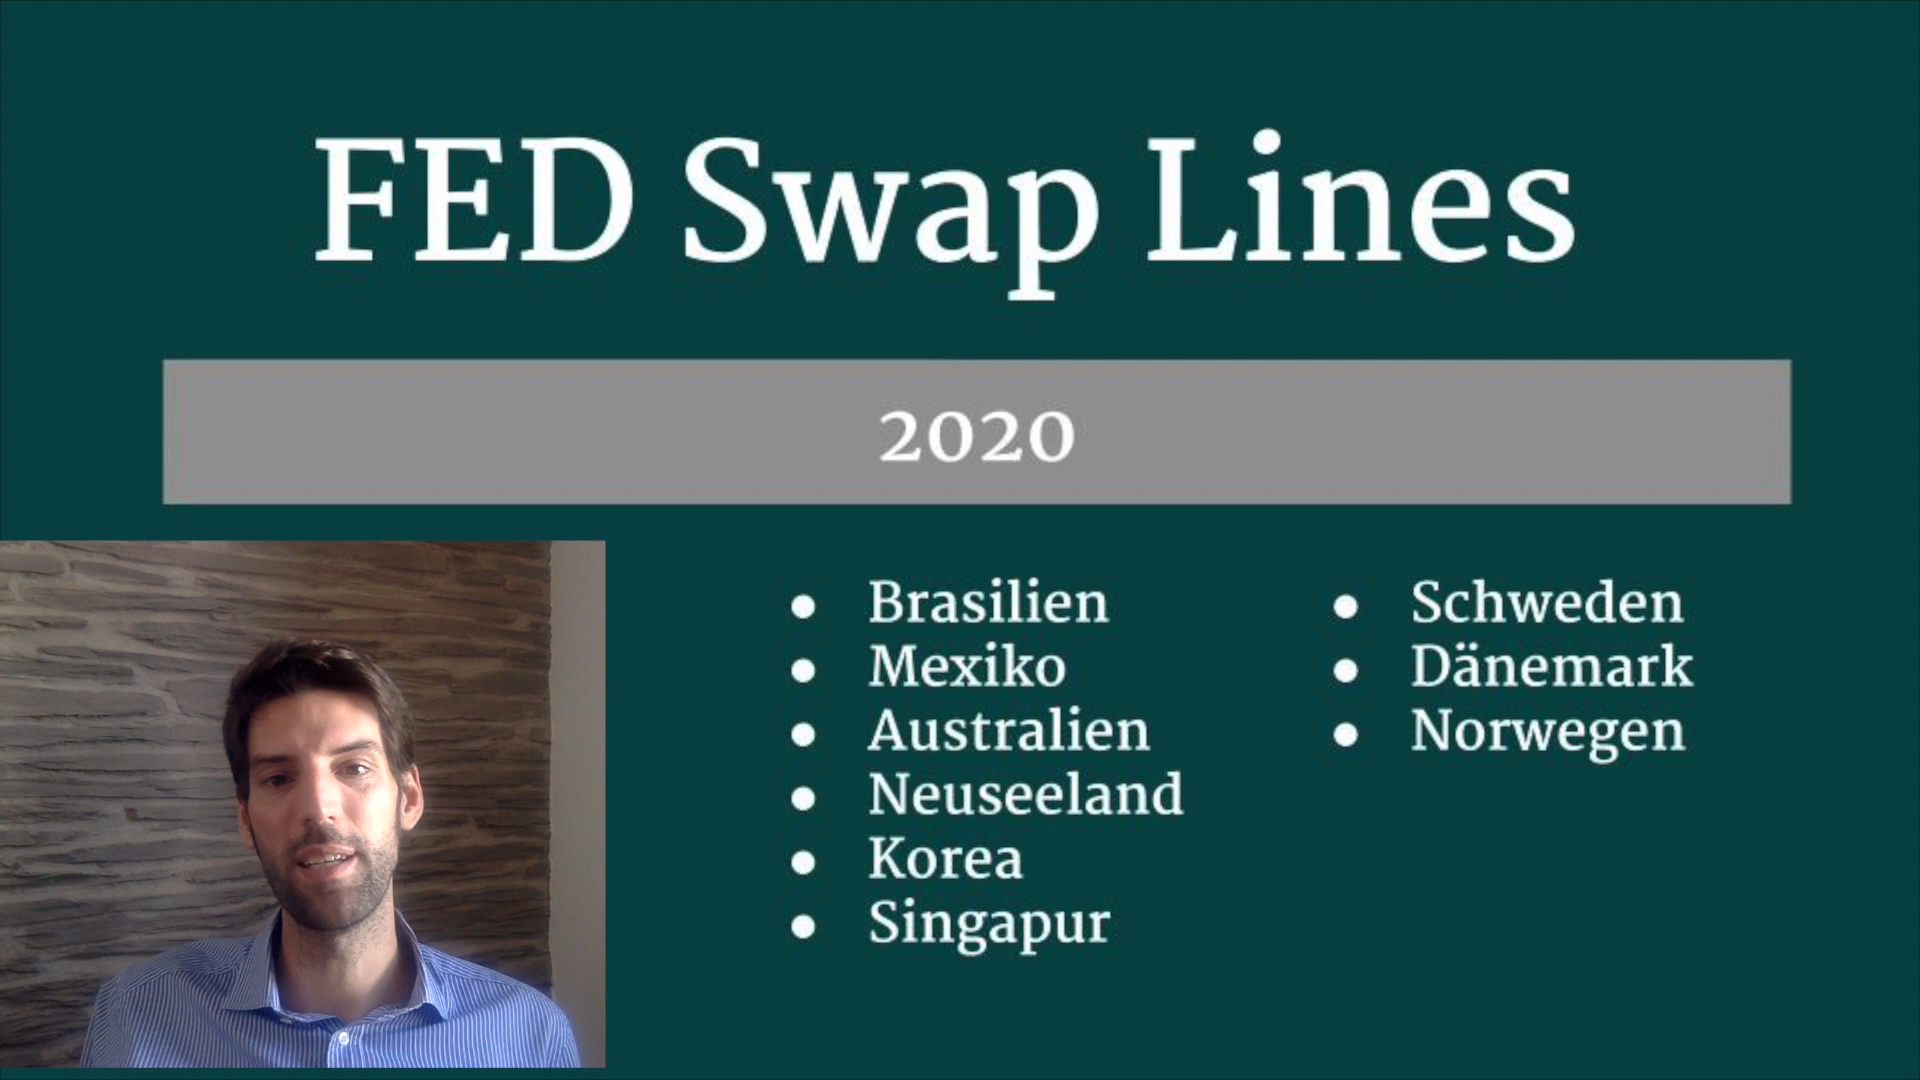 FED Swap Lines
2020
● Brasilien
● Mexiko
● Australien
● Neuseeland
● Korea
● Singapur
● Schweden
● Dänemark
● Norwegen